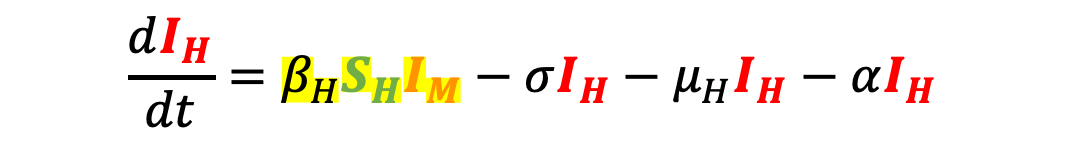 dI_H/dt = β_H S_H I_M − σI_H − μ_H I_H − αI_H